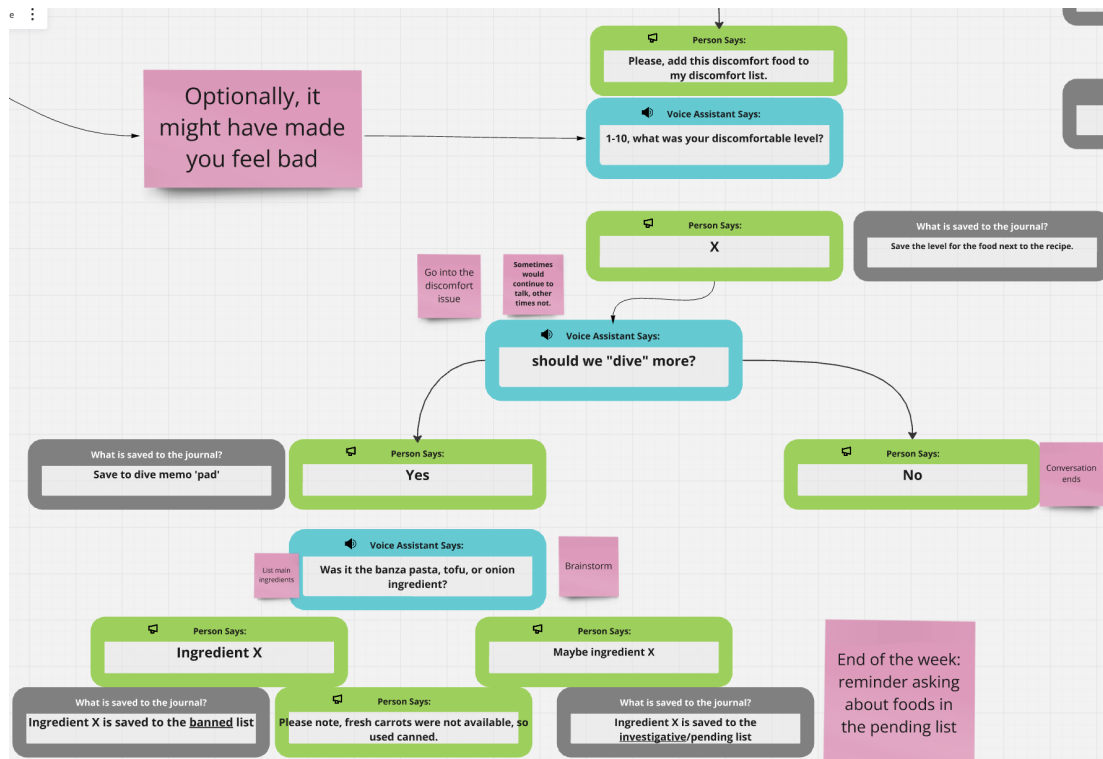 e
Person Says:
Please, add this discomfort food to
my discomfort list.
Optionally, it
might have made
you feel bad
Voice Assistant Says:
1-10, what was your discomfortable level?
Person Says:
X
What is saved to the journal?
Save the level for the food next to the recipe.
Go into the
discomfort
issue
Sometimes
would
continue to
talk, other
times not.
Voice Assistant Says:
should we "dive" more?
What is saved to the journal?
Save to dive memo 'pad'
Person Says:
Yes
Person Says:
No
Conversation
ends
List main
ingredients
Voice Assistant Says:
Was it the banza pasta, tofu, or onion
ingredient?
Brainstorm
Person Says:
Ingredient X
Person Says:
Maybe ingredient X
What is saved to the journal?
Ingredient X is saved to the banned list
Person Says:
Please note, fresh carrots were not available, so
used canned.
What is saved to the journal?
Ingredient X is saved to the
investigative/pending list
End of the week:
reminder asking
about foods in
the pending list